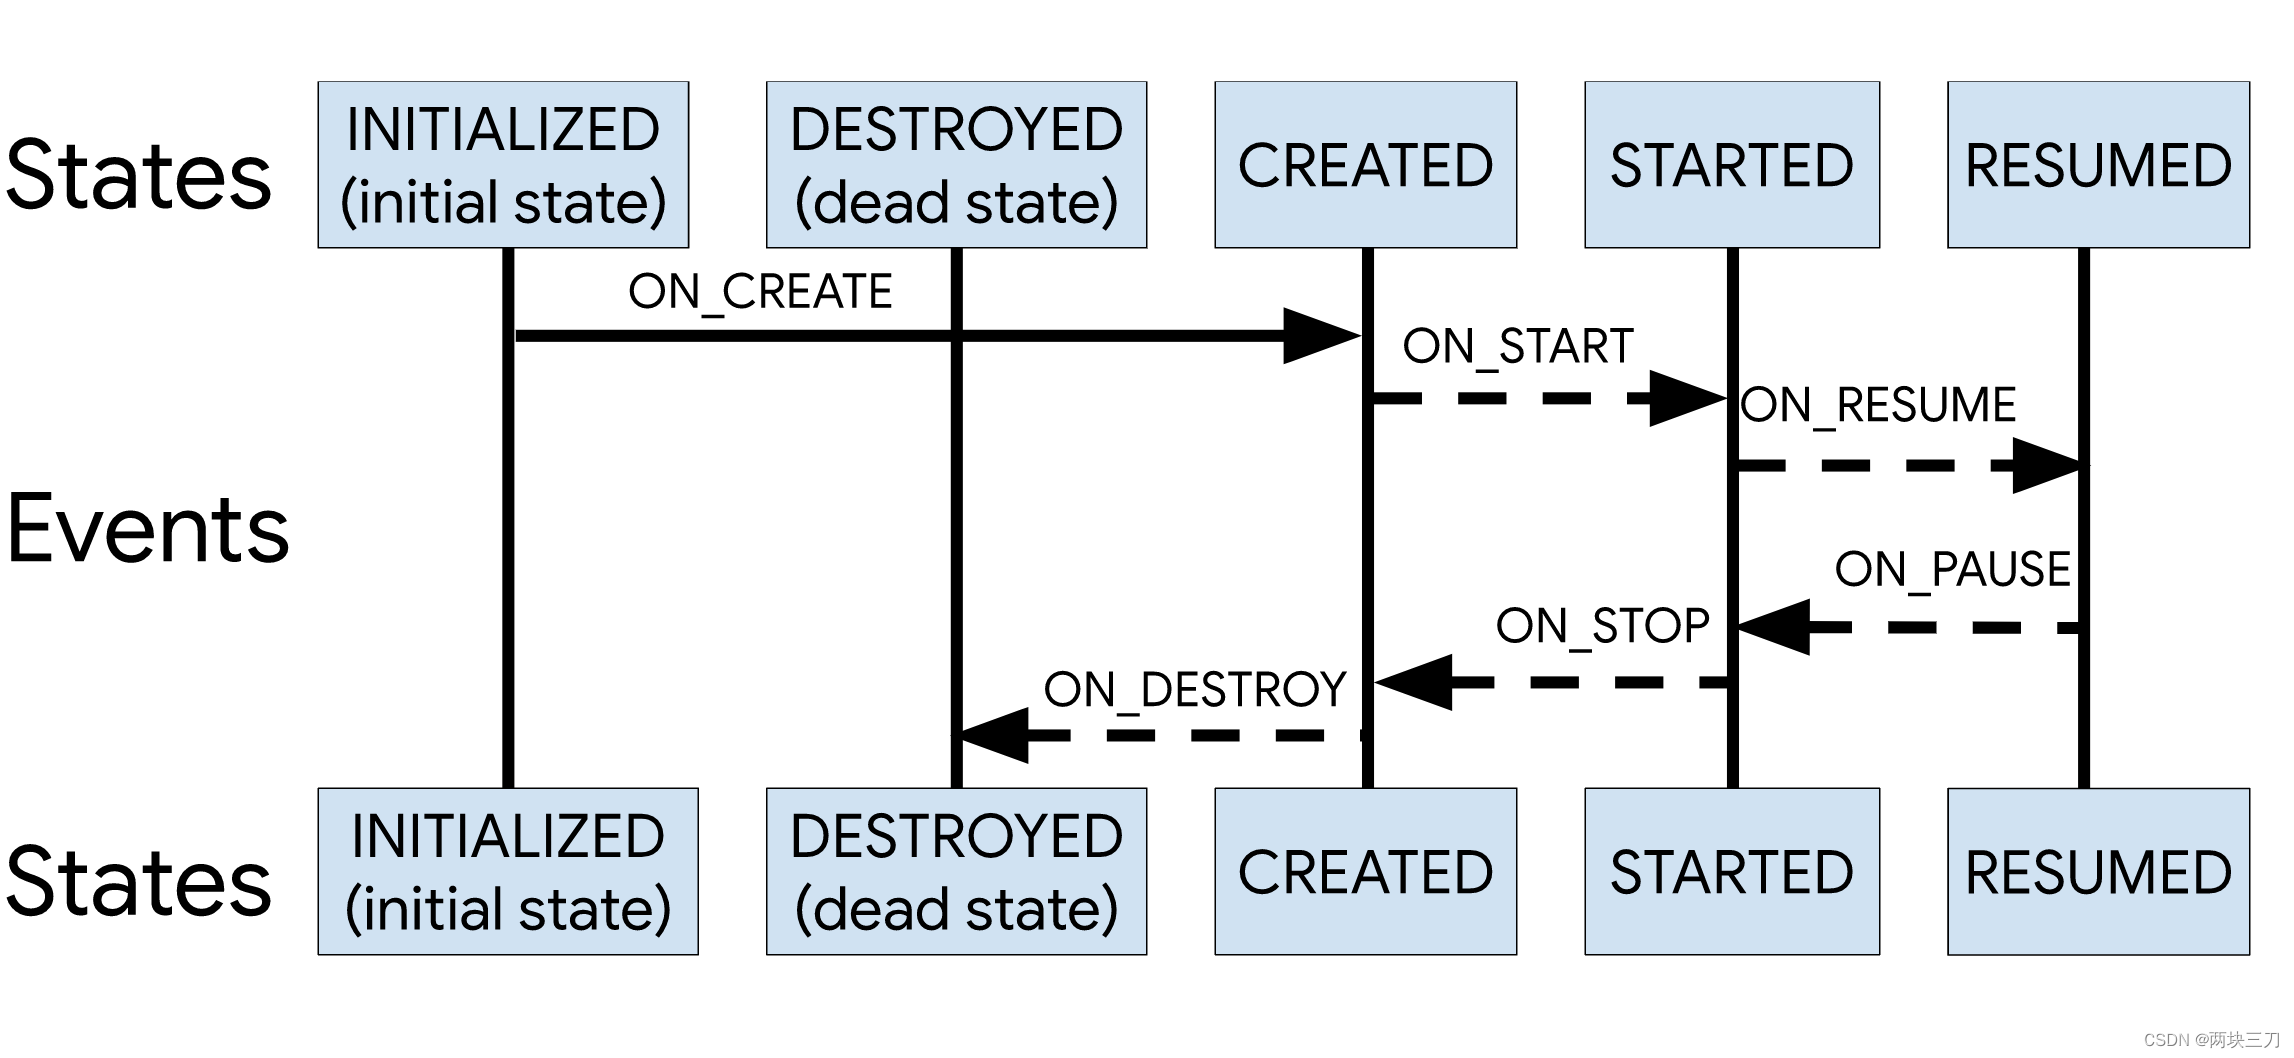 States
INITIALIZED
(initial state)
DESTROYED
(dead state)
CREATED
STARTED
RESUMED
ON_CREATE
ON_START
ON_RESUME
Events
ON_PAUSE
ON_STOP
ON_DESTROY
States
INITIALIZED
(initial state)
DESTROYED
(dead state)
CREATED
STARTED
RESUMED
CSDN @两块三刀